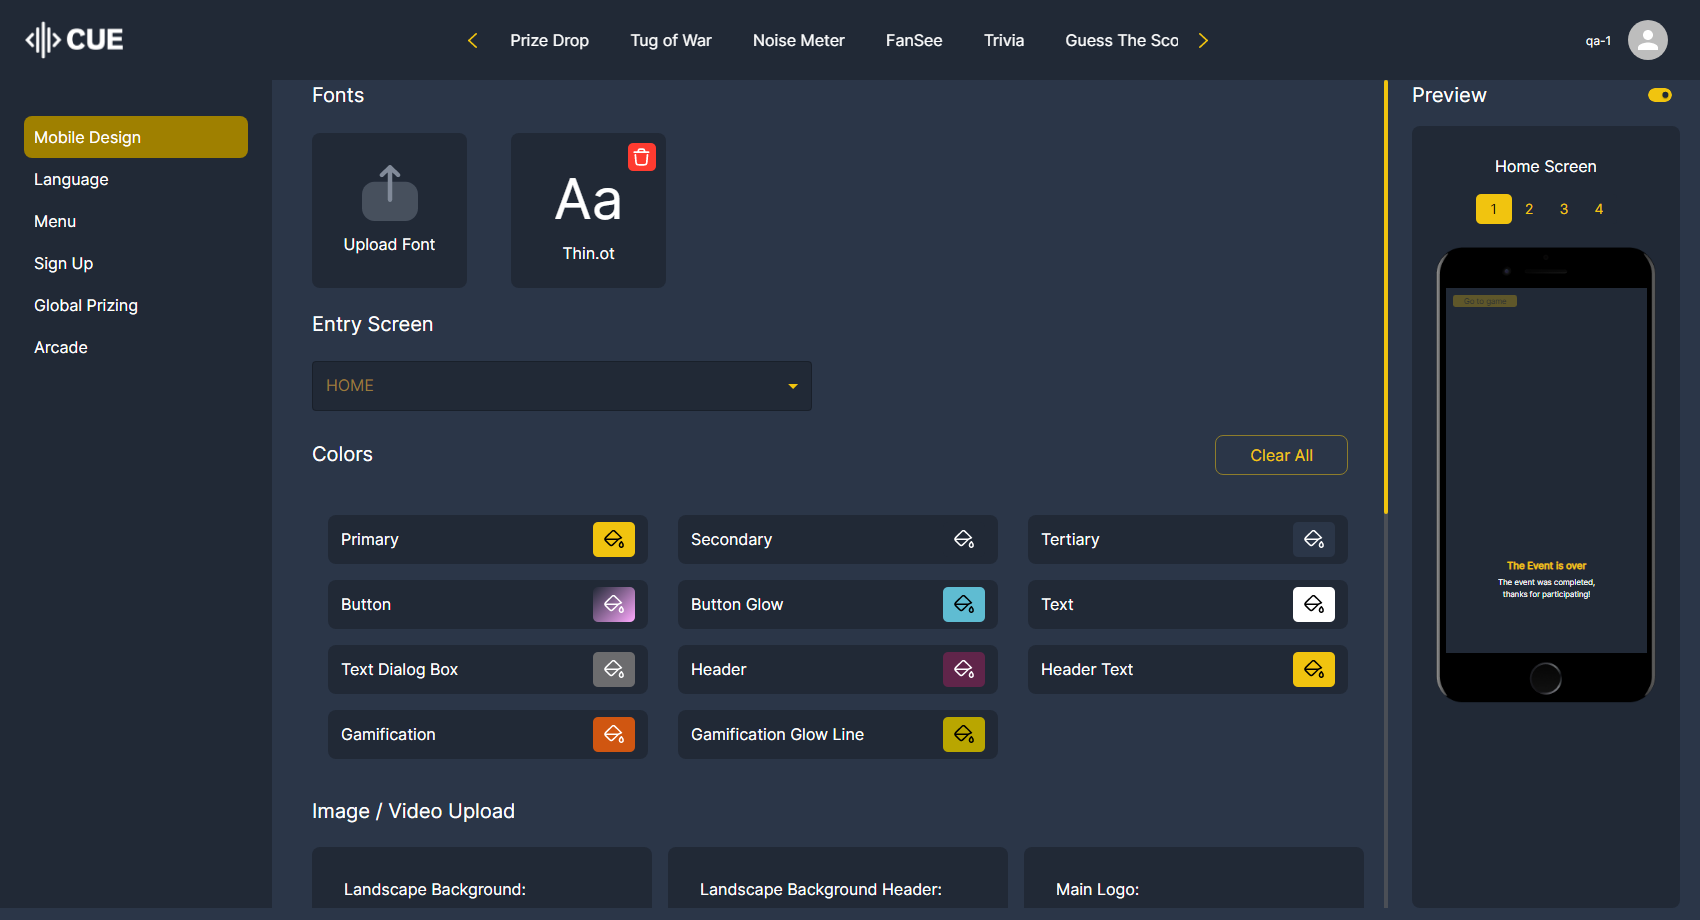 CUE
Prize Drop
Tug of War
Noise Meter
FanSee
Trivia
Guess The Sco
qa-1
Mobile Design
Language
Menu
Sign Up
Global Prizing
Arcade
Fonts
Upload Font
Aa
Thin.ot
Entry Screen
HOME
Colors
Clear All
Primary
Secondary
Tertiary
Button
Button Glow
Text
Text Dialog Box
Header
Header Text
Gamification
Gamification Glow Line
Image / Video Upload
Landscape Background:
Landscape Background Header:
Main Logo:
Preview
Home Screen
1 2 3 4
Go to game
The Event is over
The event was completed,
thanks for participating!